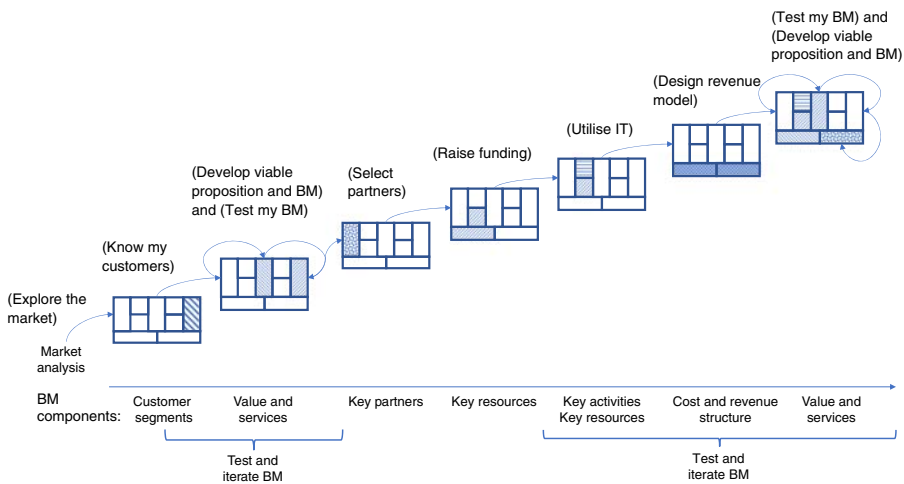 (Test my BM) and
(Develop viable
proposition and BM)
(Design revenue
model)
(Utilise IT)
(Raise funding)
(Select
partners)
(Develop viable
proposition and BM)
and (Test my BM)
(Know my
customers)
(Explore the
market)
Market
analysis
BM
components:
Customer
segments
Value and
services
Key partners
Key resources
Key activities
Key resources
Cost and revenue
structure
Value and
services
Test and
iterate BM
Test and
iterate BM